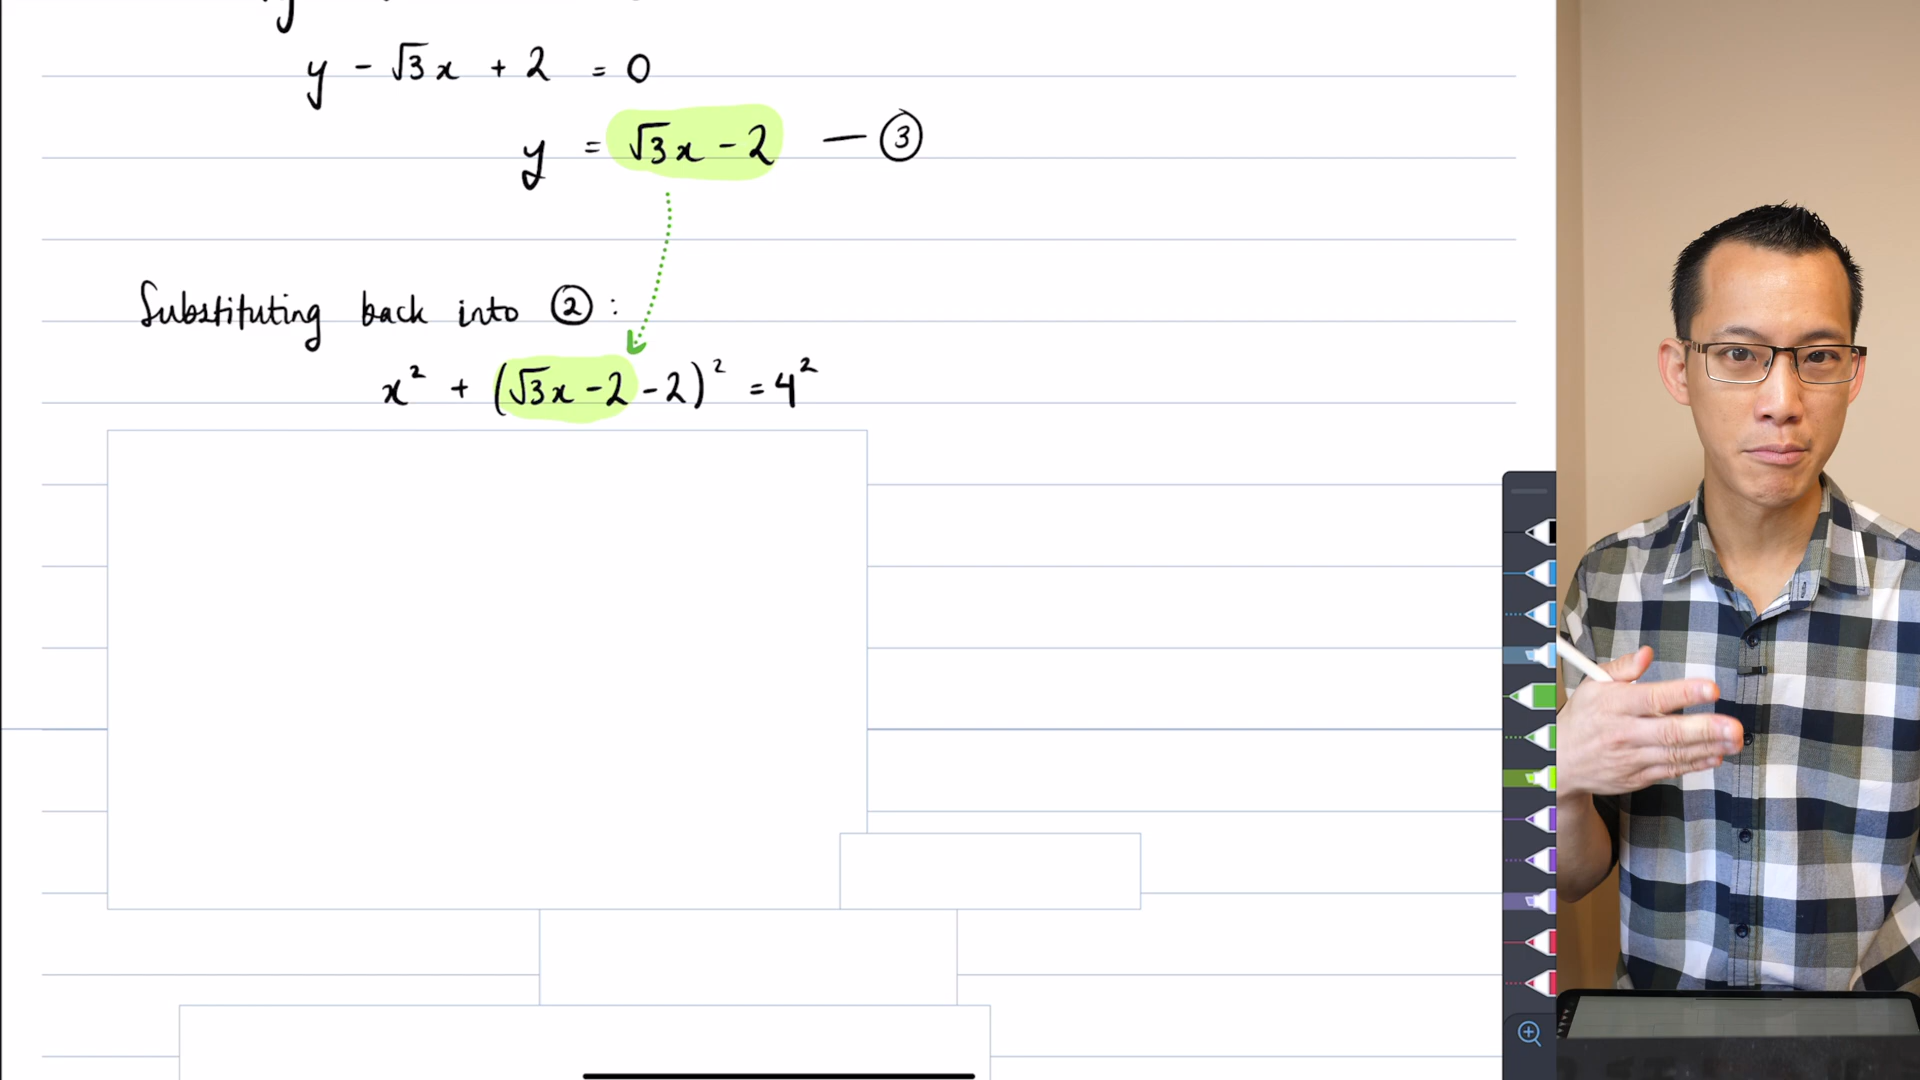 y - √3x + 2 = 0
y = √3x - 2 — ③
Substituting back into ② :
x² + (√3x - 2 - 2)² = 4²